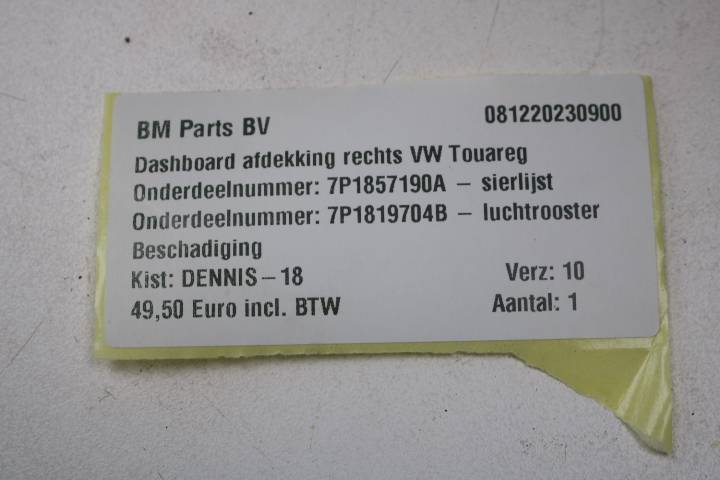 BM Parts BV 081220230900
Dashboard afdekking rechts VW Touareg
Onderdeelnummer: 7P1857190A – sierlijst
Onderdeelnummer: 7P1819704B – luchtrooster
Beschadiging
Kist: DENNIS – 18 Verz: 10
49,50 Euro incl. BTW Aantal: 1